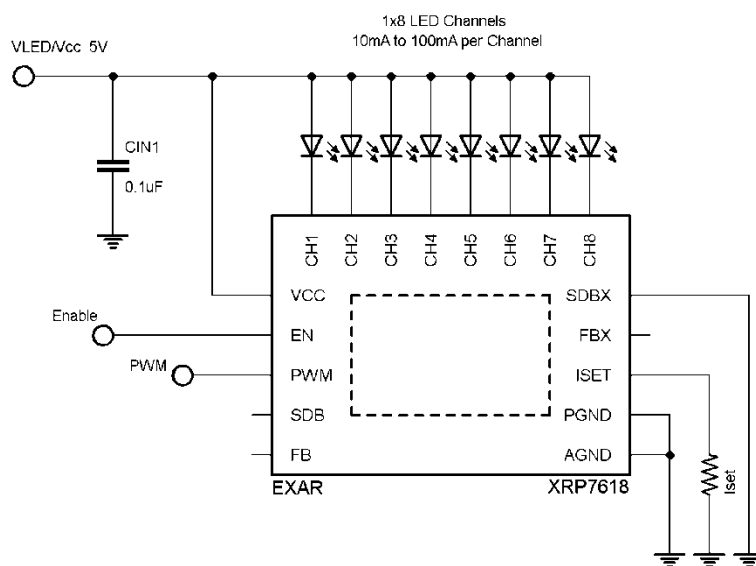 1x8 LED Channels
10mA to 100mA per Channel
VLED/Vcc 5V
CIN1
0.1uF
CH1
CH2
CH3
CH4
CH5
CH6
CH7
CH8
VCC
SDBX
Enable
EN
FBX
PWM
PWM
ISET
SDB
PGND
FB
AGND
Iset
EXAR
XRP7618